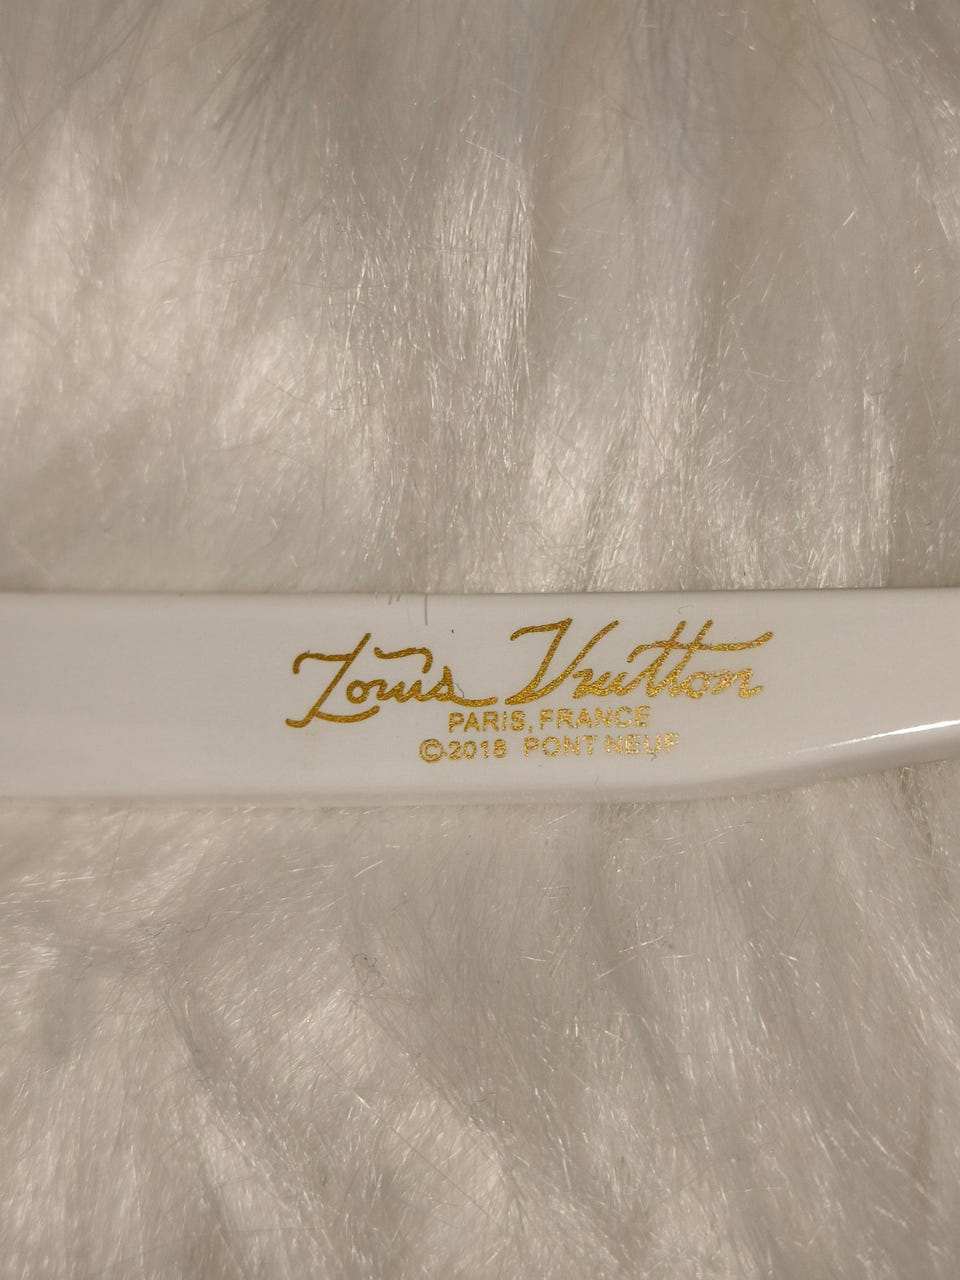 Louis Vuitton
PARIS, FRANCE
©2018 PONT NEUF